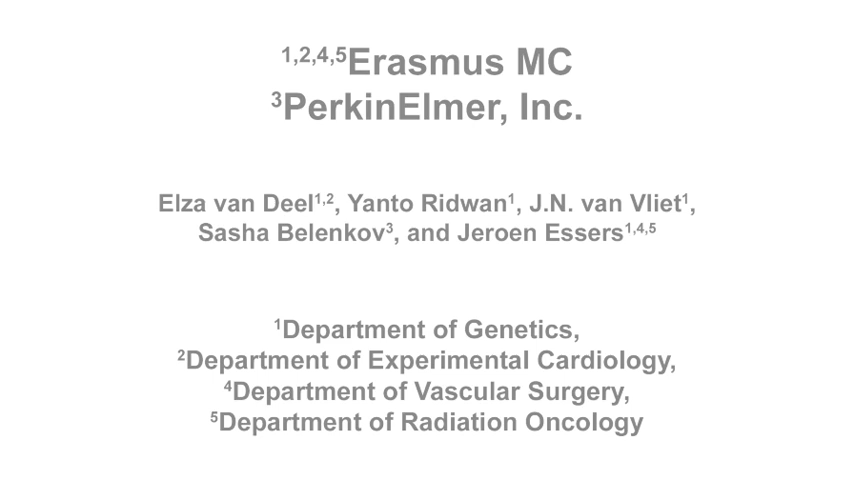 1,2,4,5Erasmus MC
3PerkinElmer, Inc.
Elza van Deel1,2, Yanto Ridwan1, J.N. van Vliet1,
Sasha Belenkov3, and Jeroen Essers1,4,5
1Department of Genetics,
2Department of Experimental Cardiology,
4Department of Vascular Surgery,
5Department of Radiation Oncology